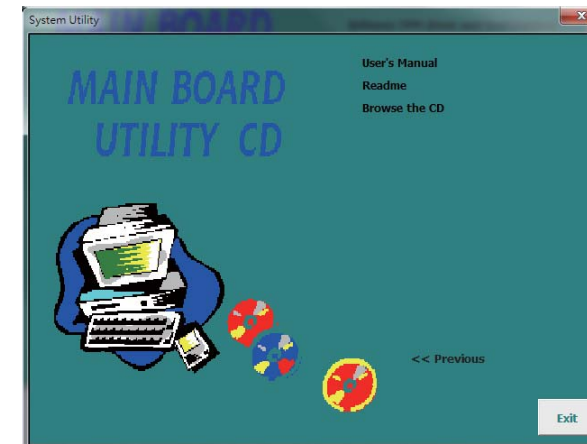 System Utility
MAIN BOARD
UTILITY CD
User's Manual
Readme
Browse the CD
<< Previous
Exit